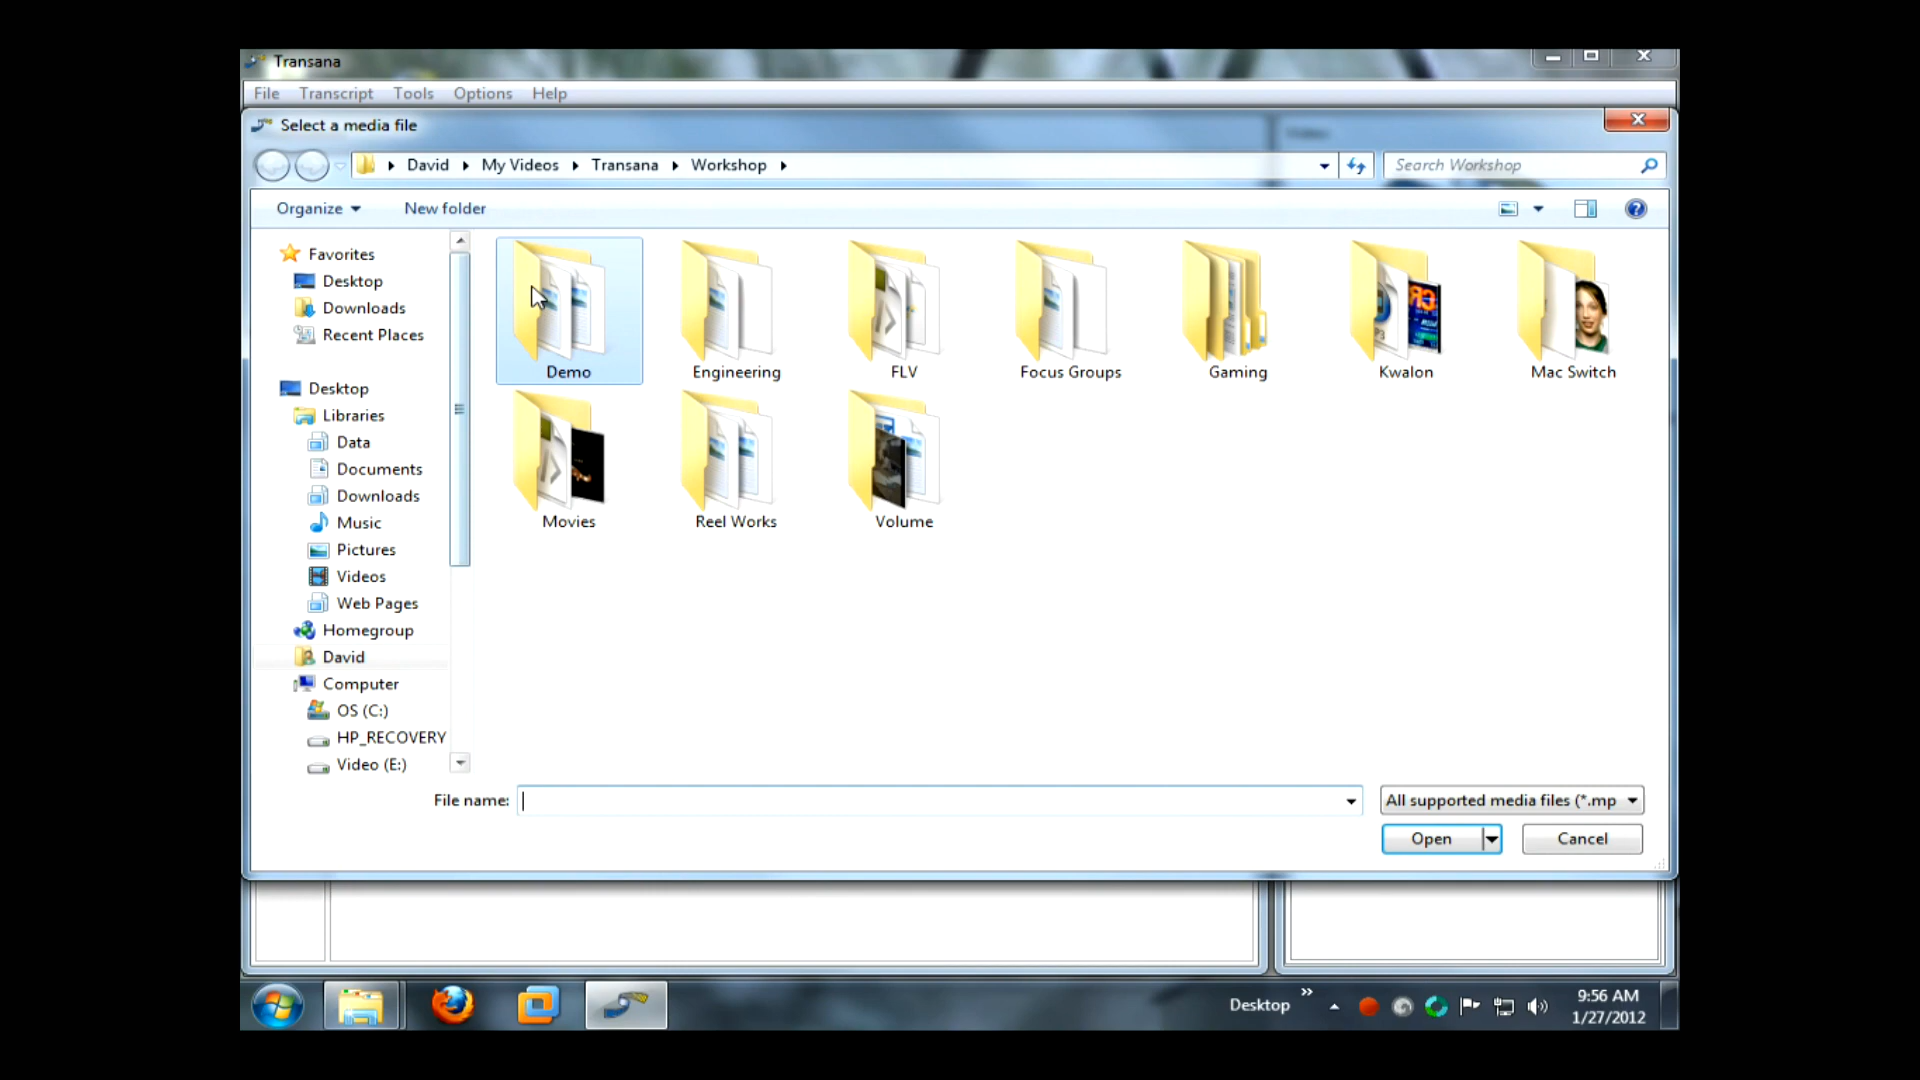 Transana
File Transcript Tools Options Help
Select a media file
David My Videos Transana Workshop
Search Workshop
Organize New folder
Favorites
Desktop
Downloads
Recent Places
Desktop
Libraries
Data
Documents
Downloads
Music
Pictures
Videos
Web Pages
Homegroup
David
Computer
OS (C:)
HP_RECOVERY
Video (E:)
Demo Engineering FLV Focus Groups Gaming Kwalon Mac Switch
Movies Reel Works Volume
File name:
All supported media files (*.mp
Open Cancel
Desktop
9:56 AM
1/27/2012